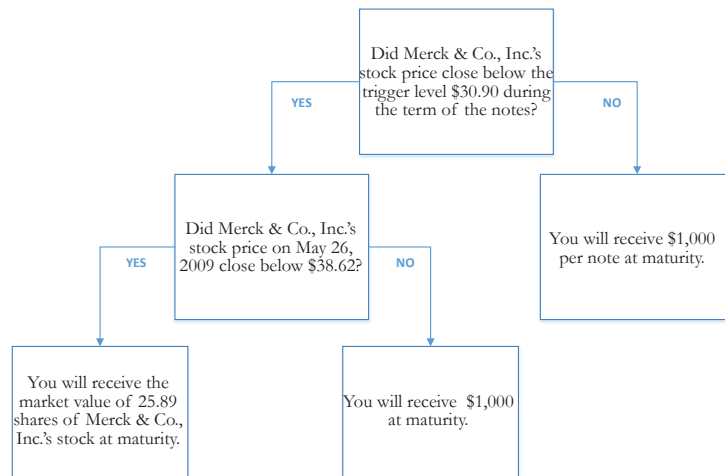 Did Merck & Co., Inc.'s
stock price close below the
trigger level $30.90 during
the term of the notes?
YES
NO
Did Merck & Co., Inc.'s
stock price on May 26,
2009 close below $38.62?
You will receive $1,000
per note at maturity.
YES
NO
You will receive the
market value of 25.89
shares of Merck & Co.,
Inc.'s stock at maturity.
You will receive $1,000
at maturity.